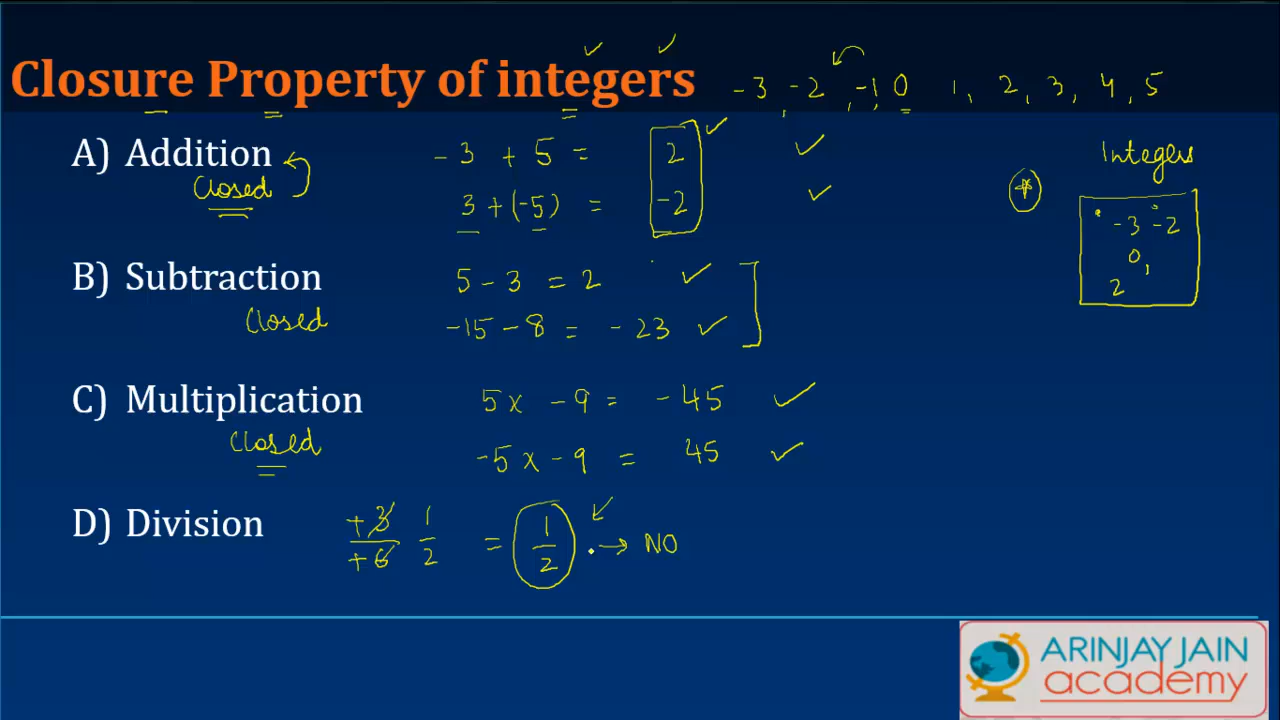 Closure Property of integers -3, -2, -1, 0 1, 2, 3, 4, 5
A) Addition -3 + 5 = 2
Closed
3 + (-5) = -2
Integers
+
-3 -2
0,
2
B) Subtraction 5 - 3 = 2
Closed -15 - 8 = -23
C) Multiplication 5 x -9 = -45
Closed -5 x -9 = 45
D) Division +3/+6 1/2 = 1/2 → NO
ARINJAY JAIN
academy